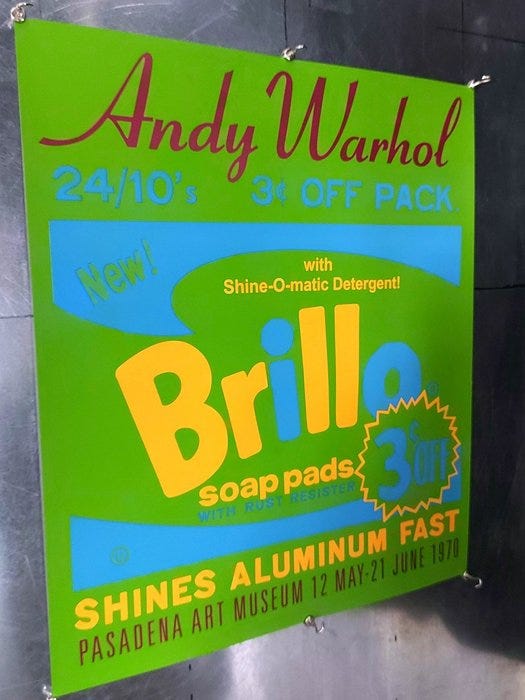 Andy Warhol
24/10's 3¢ OFF PACK
New!
with
Shine-O-matic Detergent!
Brillo
3¢ OFF
soap pads
WITH RUST RESISTER
SHINES ALUMINUM FAST
PASADENA ART MUSEUM 12 MAY-21 JUNE 1970